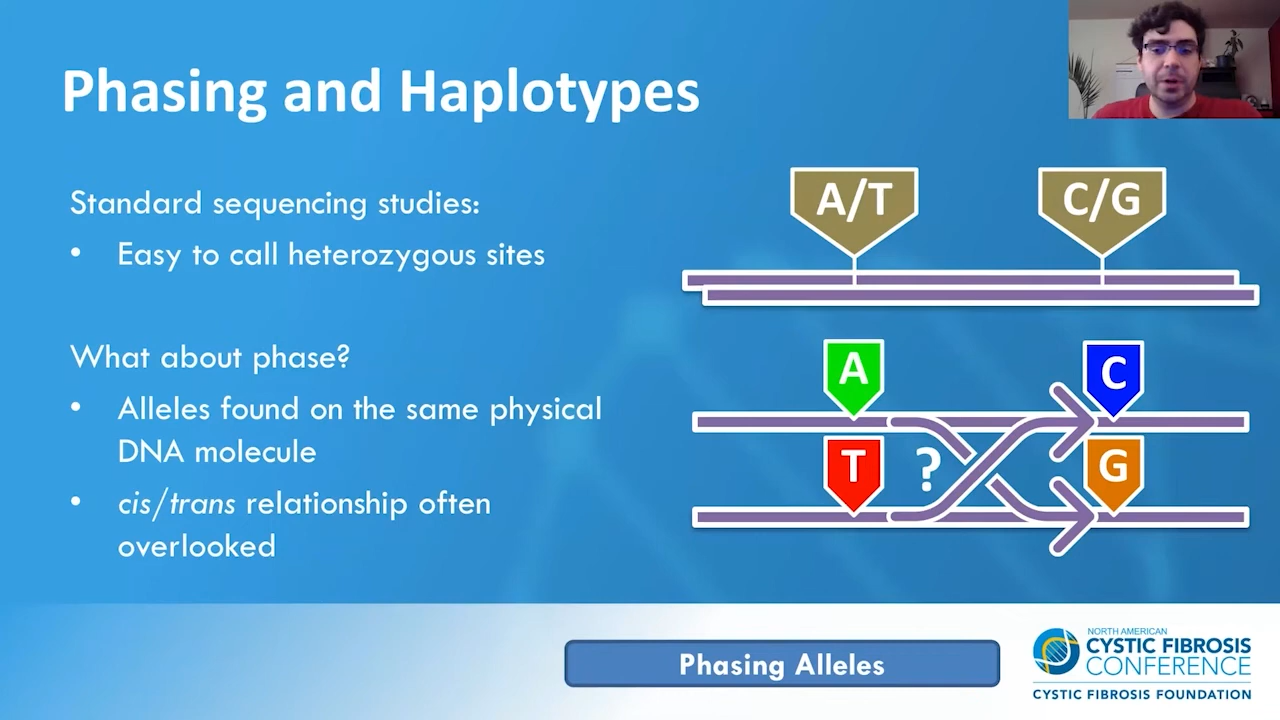 Phasing and Haplotypes
Standard sequencing studies:
• Easy to call heterozygous sites
What about phase?
• Alleles found on the same physical
DNA molecule
• cis/trans relationship often
overlooked
A/T
C/G
A
C
T
?
G
Phasing Alleles
NORTH AMERICAN
CYSTIC FIBROSIS
CONFERENCE
CYSTIC FIBROSIS FOUNDATION